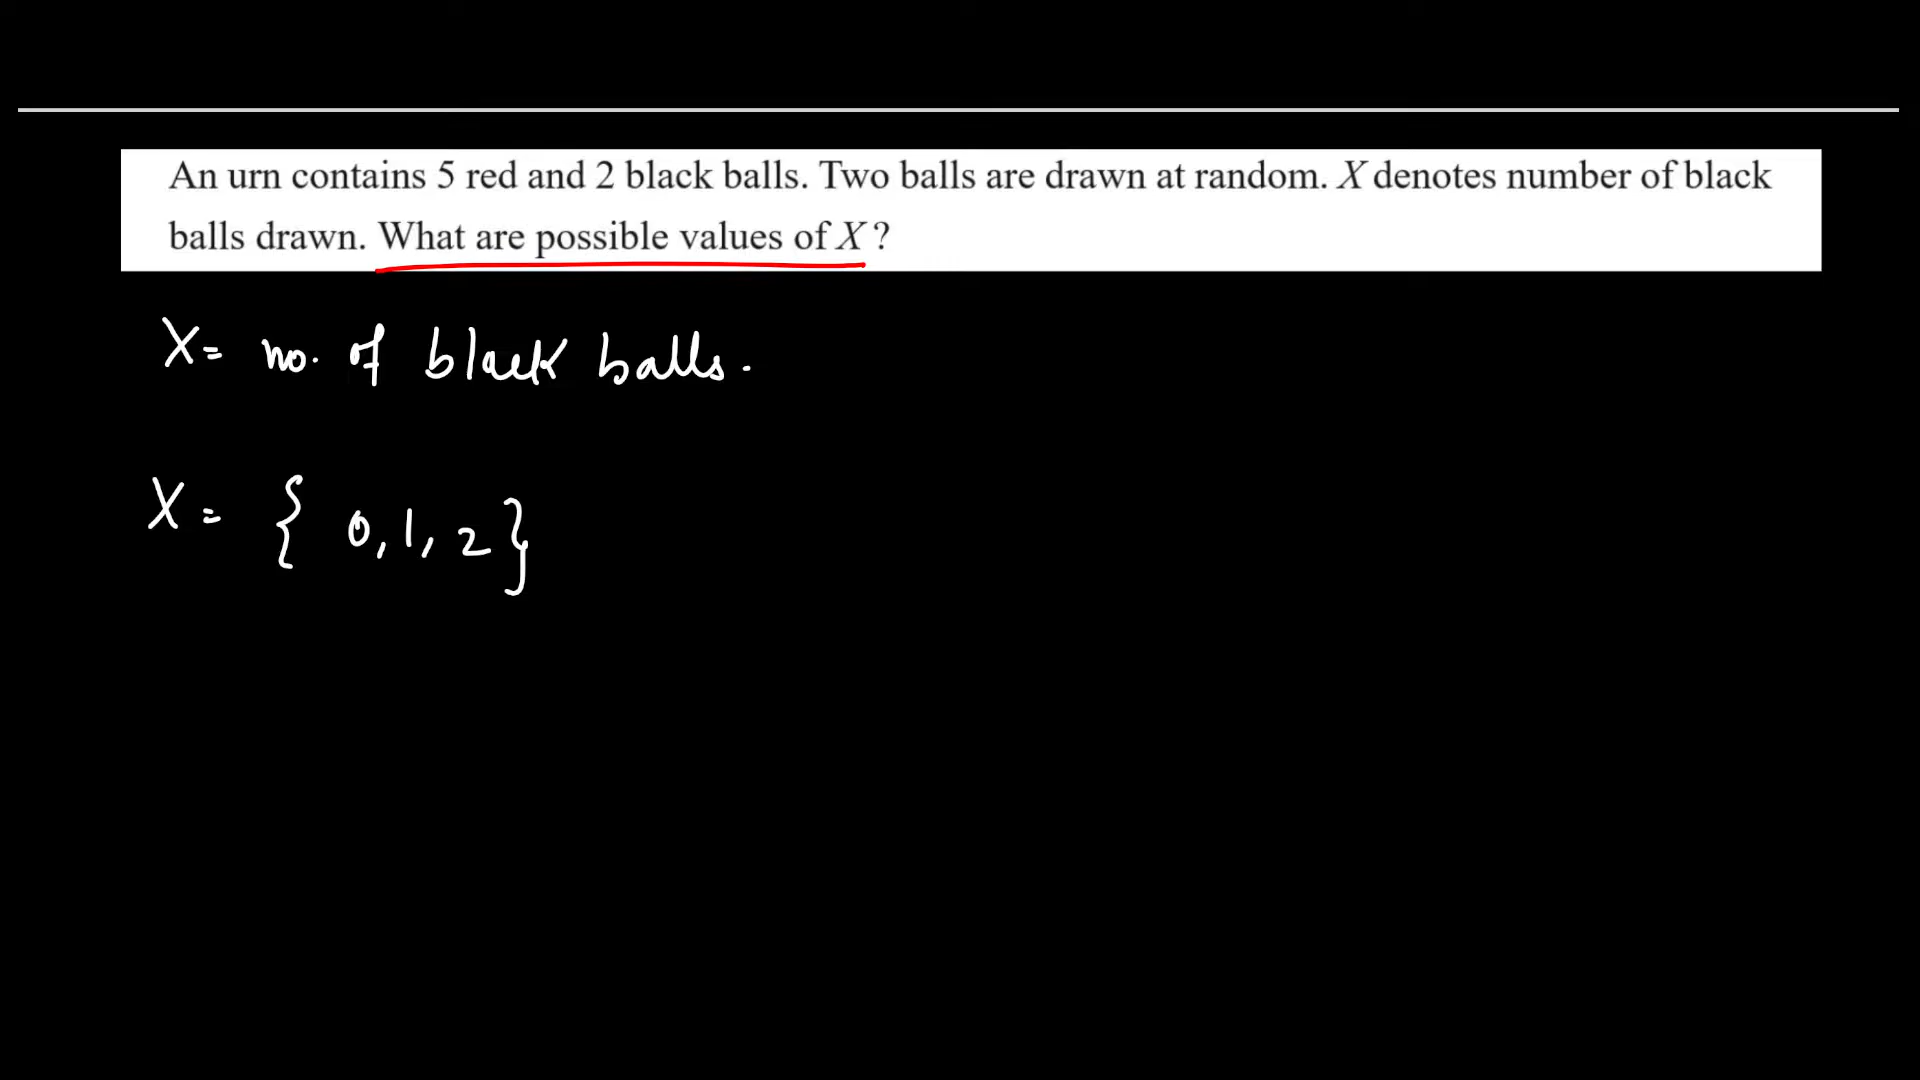 An urn contains 5 red and 2 black balls. Two balls are drawn at random. X denotes number of black
balls drawn. What are possible values of X ?
X= no. of black balls.
X= { 0, 1, 2}